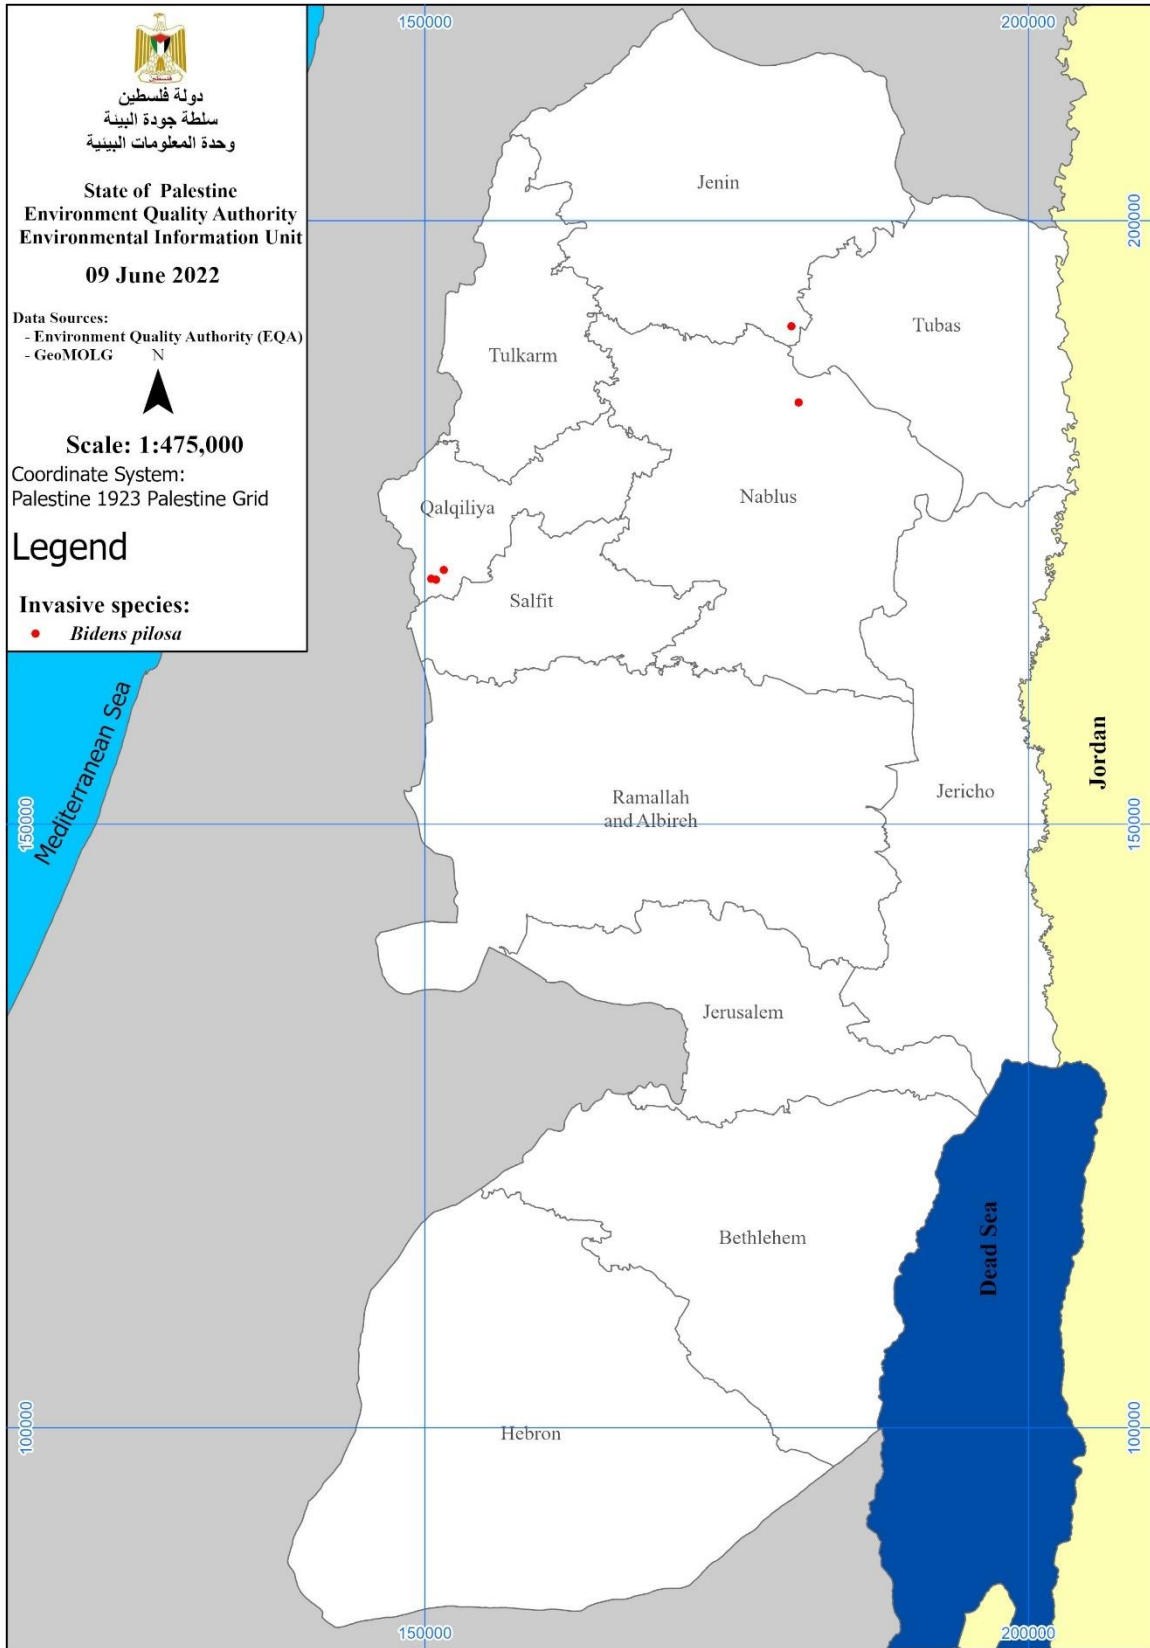 دولة فلسطين
سلطة جودة البيئة
وحدة المعلومات البيئية
State of Palestine
Environment Quality Authority
Environmental Information Unit
09 June 2022
Data Sources:
- Environment Quality Authority (EQA)
- GeoMOLG
N
Scale: 1:475,000
Coordinate System:
Palestine 1923 Palestine Grid
Legend
Invasive species:
Bidens pilosa
150000
200000
Jenin
200000
Tubas
Tulkarm
Qalqiliya
Nablus
Salfit
Mediterranean Sea
Jordan
Jericho
Ramallah
and Albireh
150000
150000
Jerusalem
Bethlehem
Dead Sea
Hebron
100000
100000
150000
200000